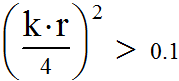 (k·r/4)² > 0.1